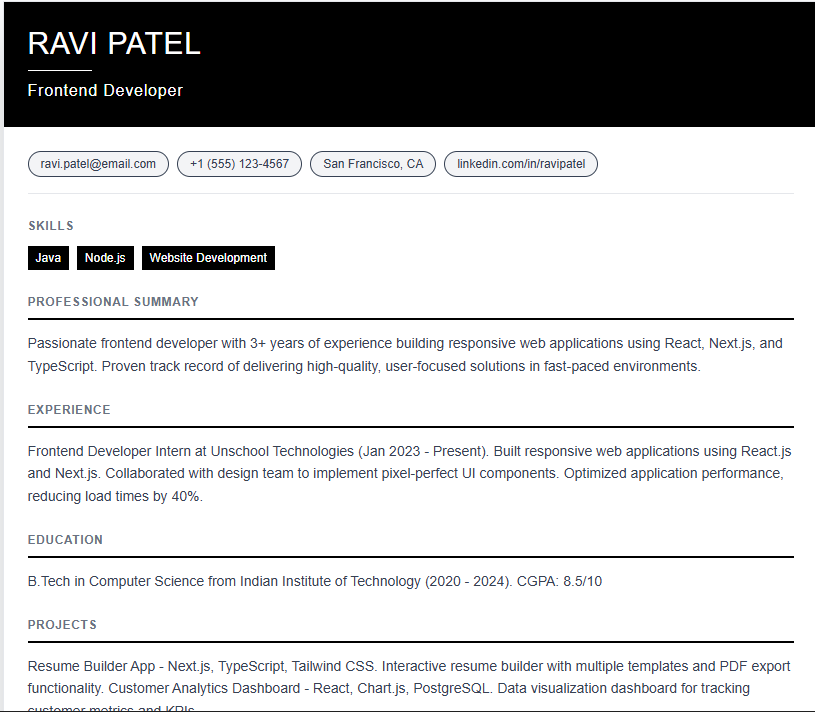 RAVI PATEL
Frontend Developer
ravi.patel@email.com +1 (555) 123-4567 San Francisco, CA linkedin.com/in/ravipatel
SKILLS
Java Node.js Website Development
PROFESSIONAL SUMMARY
Passionate frontend developer with 3+ years of experience building responsive web applications using React, Next.js, and
TypeScript. Proven track record of delivering high-quality, user-focused solutions in fast-paced environments.
EXPERIENCE
Frontend Developer Intern at Unschool Technologies (Jan 2023 - Present). Built responsive web applications using React.js
and Next.js. Collaborated with design team to implement pixel-perfect UI components. Optimized application performance,
reducing load times by 40%.
EDUCATION
B.Tech in Computer Science from Indian Institute of Technology (2020 - 2024). CGPA: 8.5/10
PROJECTS
Resume Builder App - Next.js, TypeScript, Tailwind CSS. Interactive resume builder with multiple templates and PDF export
functionality. Customer Analytics Dashboard - React, Chart.js, PostgreSQL. Data visualization dashboard for tracking
customer metrics and KPIs.